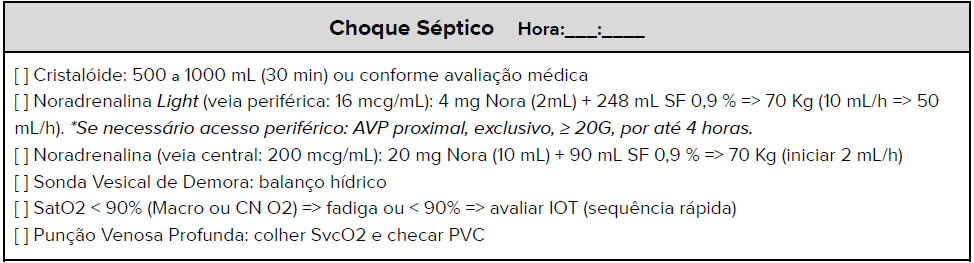 Choque Séptico Hora:___:____
[ ] Cristalóide: 500 a 1000 mL (30 min) ou conforme avaliação médica
[ ] Noradrenalina Light (veia periférica: 16 mcg/mL): 4 mg Nora (2mL) + 248 mL SF 0,9 % => 70 Kg (10 mL/h => 50
mL/h). *Se necessário acesso periférico: AVP proximal, exclusivo, ≥ 20G, por até 4 horas.
[ ] Noradrenalina (veia central: 200 mcg/mL): 20 mg Nora (10 mL) + 90 mL SF 0,9 % => 70 Kg (iniciar 2 mL/h)
[ ] Sonda Vesical de Demora: balanço hídrico
[ ] SatO2 < 90% (Macro ou CN O2) => fadiga ou < 90% => avaliar IOT (sequência rápida)
[ ] Punção Venosa Profunda: colher SvcO2 e checar PVC